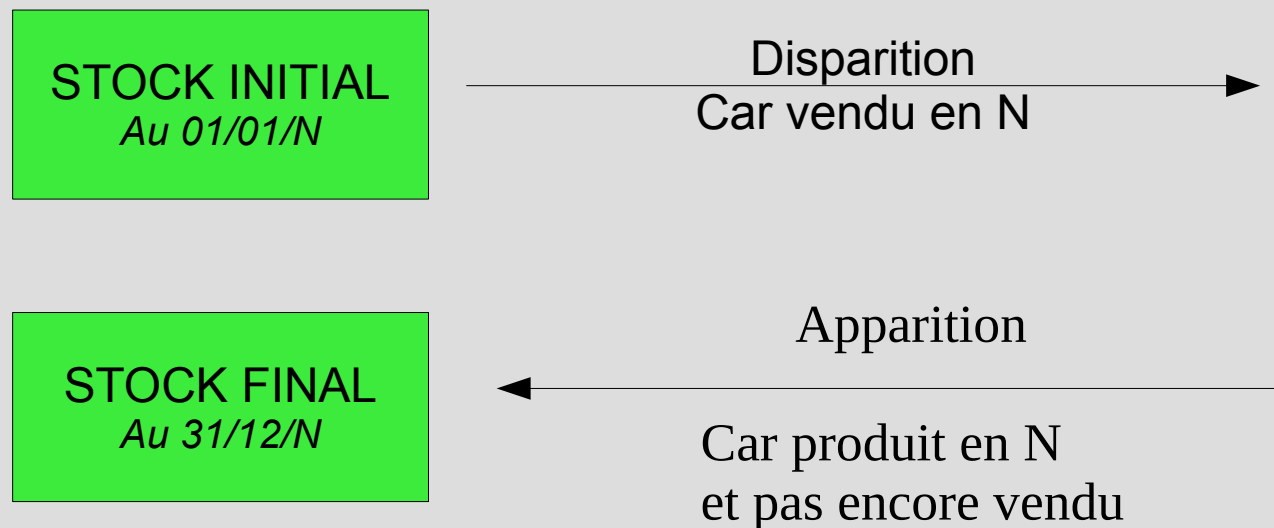 STOCK INITIAL
Au 01/01/N
Disparition
Car vendu en N
STOCK FINAL
Au 31/12/N
Apparition
Car produit en N
et pas encore vendu